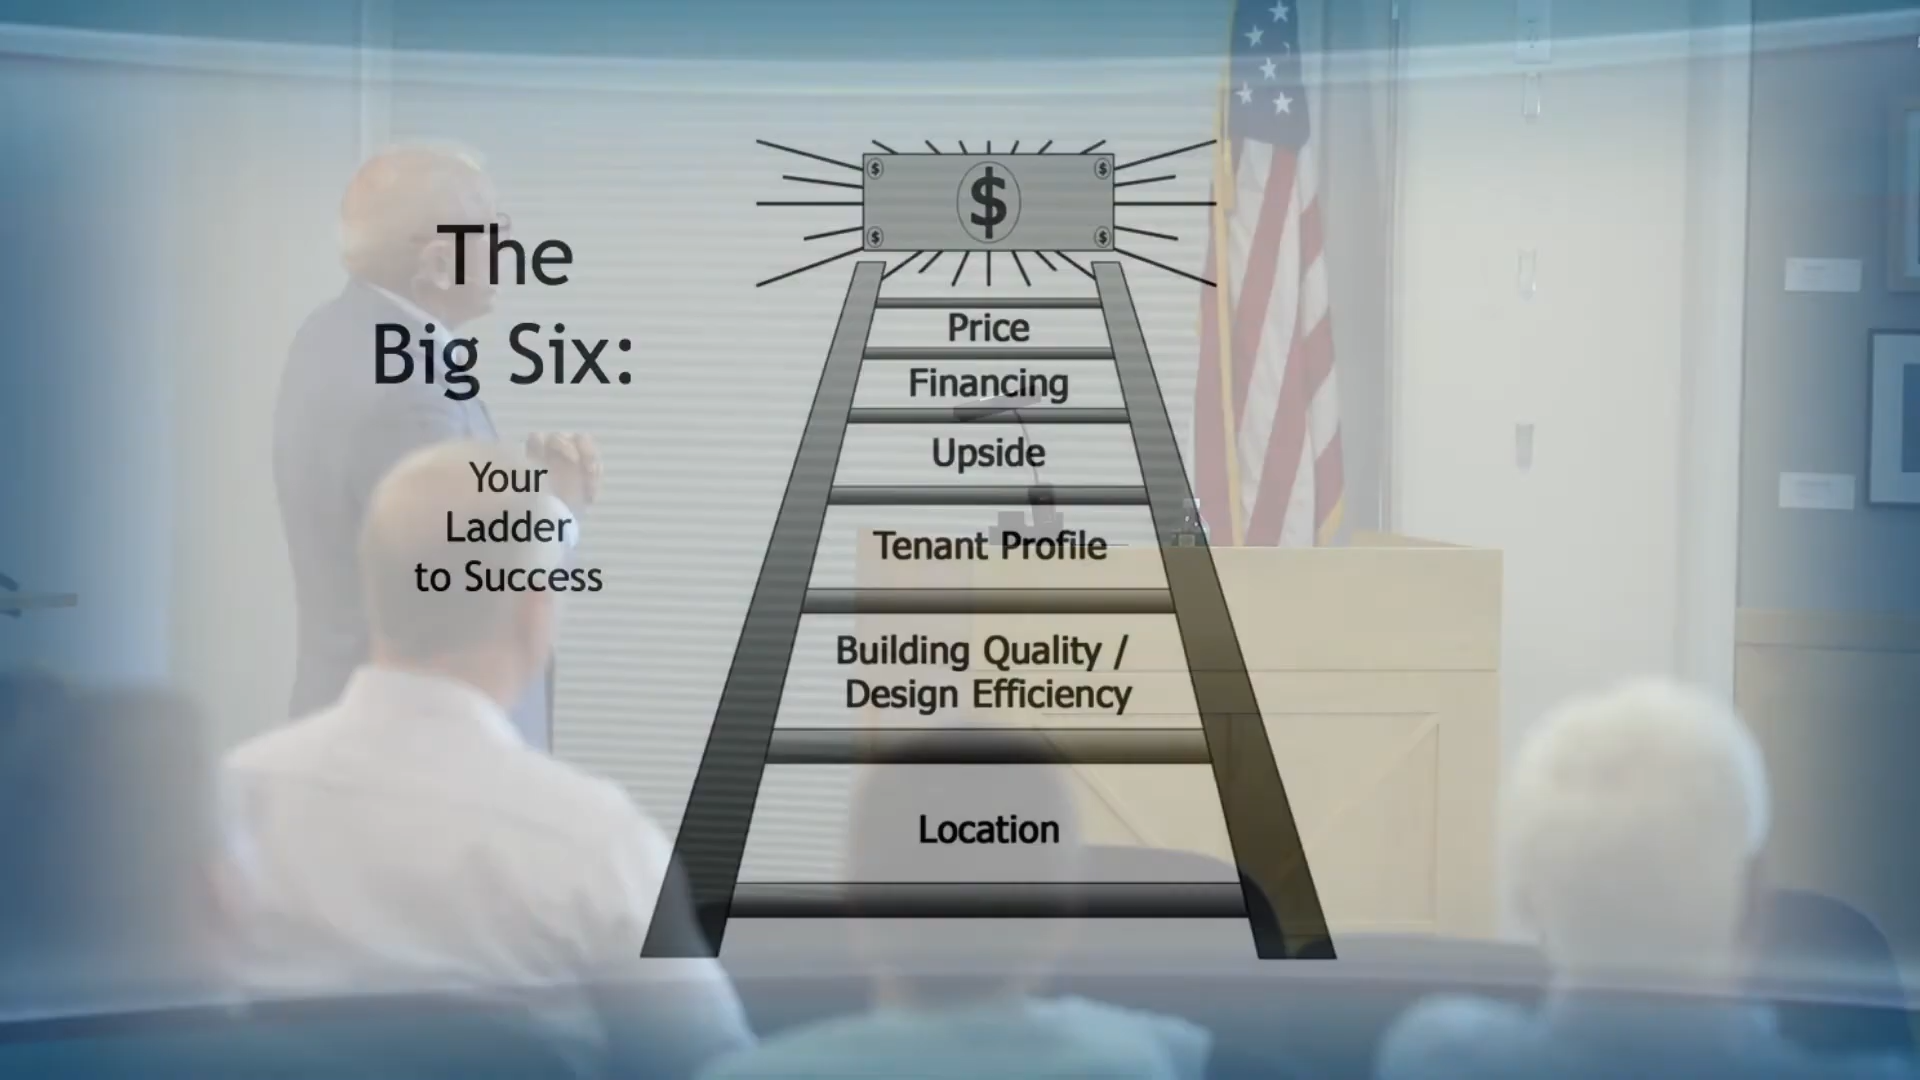 The
Big Six:
Your
Ladder
to Success
$ $
$
$ $
Price
Financing
Upside
Tenant Profile
Building Quality /
Design Efficiency
Location